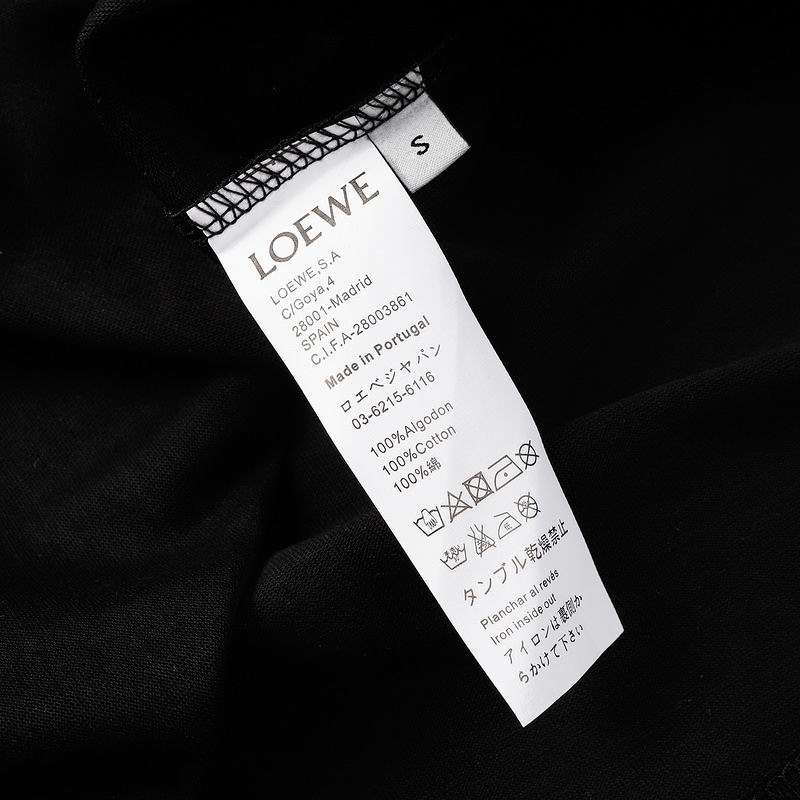 S
LOEWE
LOEWE,S.A
C/Goya,4
28001-Madrid
SPAIN
C.I.F.A-28003861
Made in Portugal
ロエベジャパン
03-6215-6116
100%Algodon
100%Cotton
100%綿
タンブル乾燥禁止
Planchar al revés
Iron inside out
アイロンは裏側か
らかけて下さい